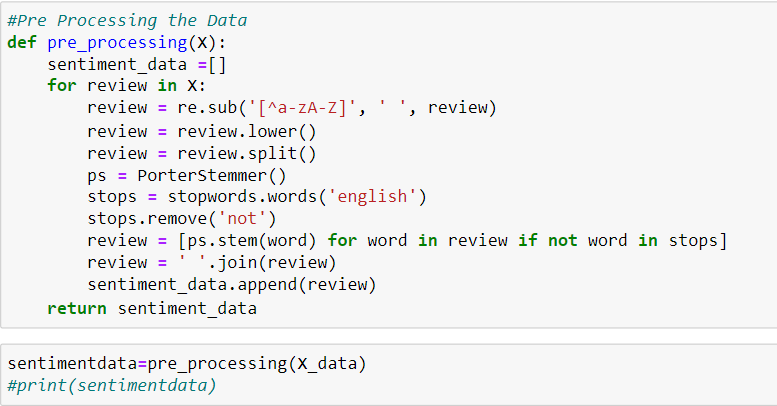 #Pre Processing the Data
def pre_processing(X):
    sentiment_data =[]
    for review in X:
        review = re.sub('[^a-zA-Z]', ' ', review)
        review = review.lower()
        review = review.split()
        ps = PorterStemmer()
        stops = stopwords.words('english')
        stops.remove('not')
        review = [ps.stem(word) for word in review if not word in stops]
        review = ' '.join(review)
        sentiment_data.append(review)
    return sentiment_data
sentimentdata=pre_processing(X_data)
#print(sentimentdata)